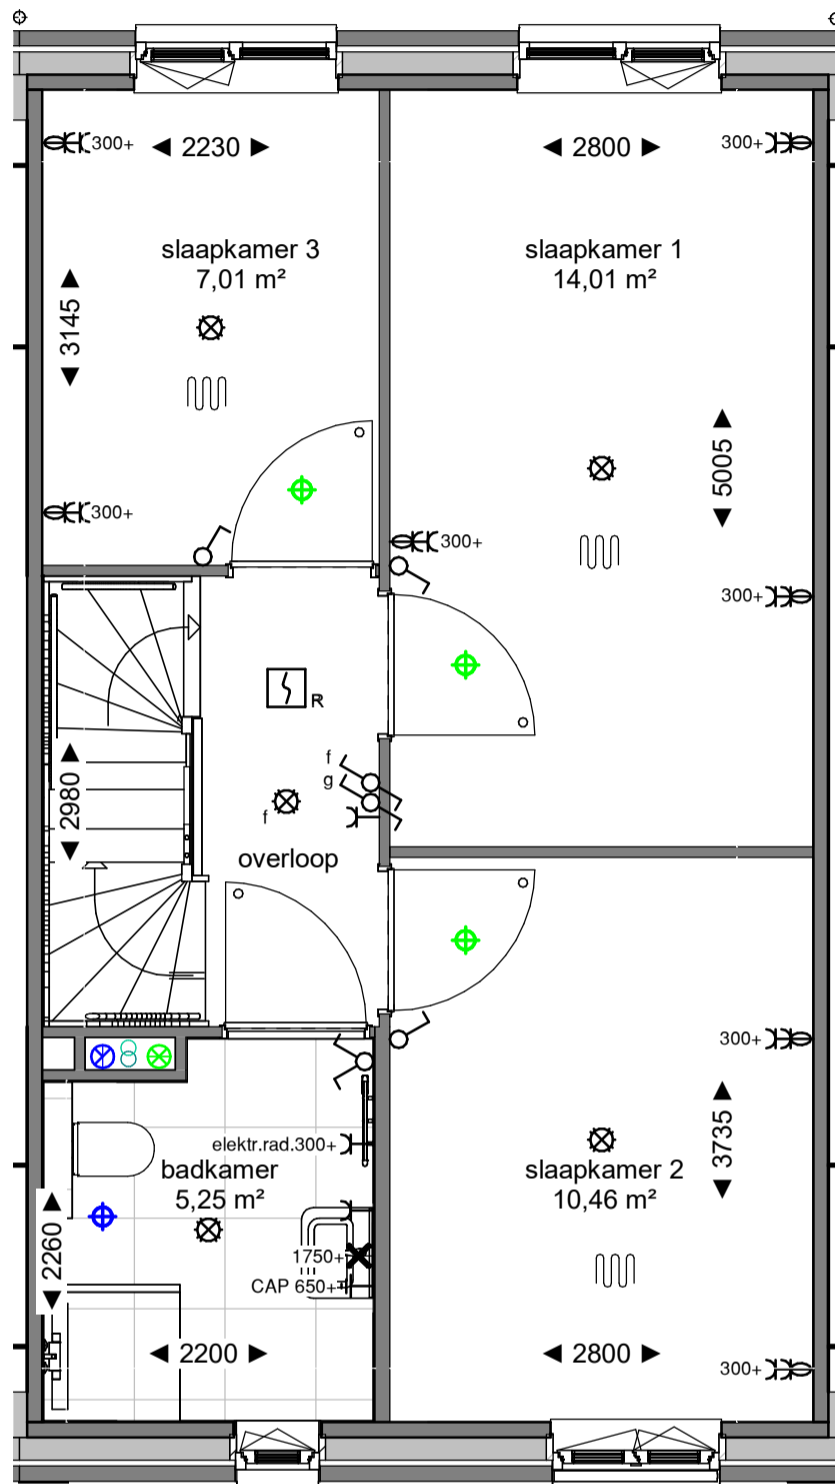 300+
2230
2800
300+
slaapkamer 3
7,01 m²
slaapkamer 1
14,01 m²
3145
5005
300+
300+
300+
R
f
g
f
2980
overloop
300+
elektr.rad.300+
badkamer
5,25 m²
slaapkamer 2
10,46 m²
3735
2260
1750+
CAP 650+
2200
2800
300+